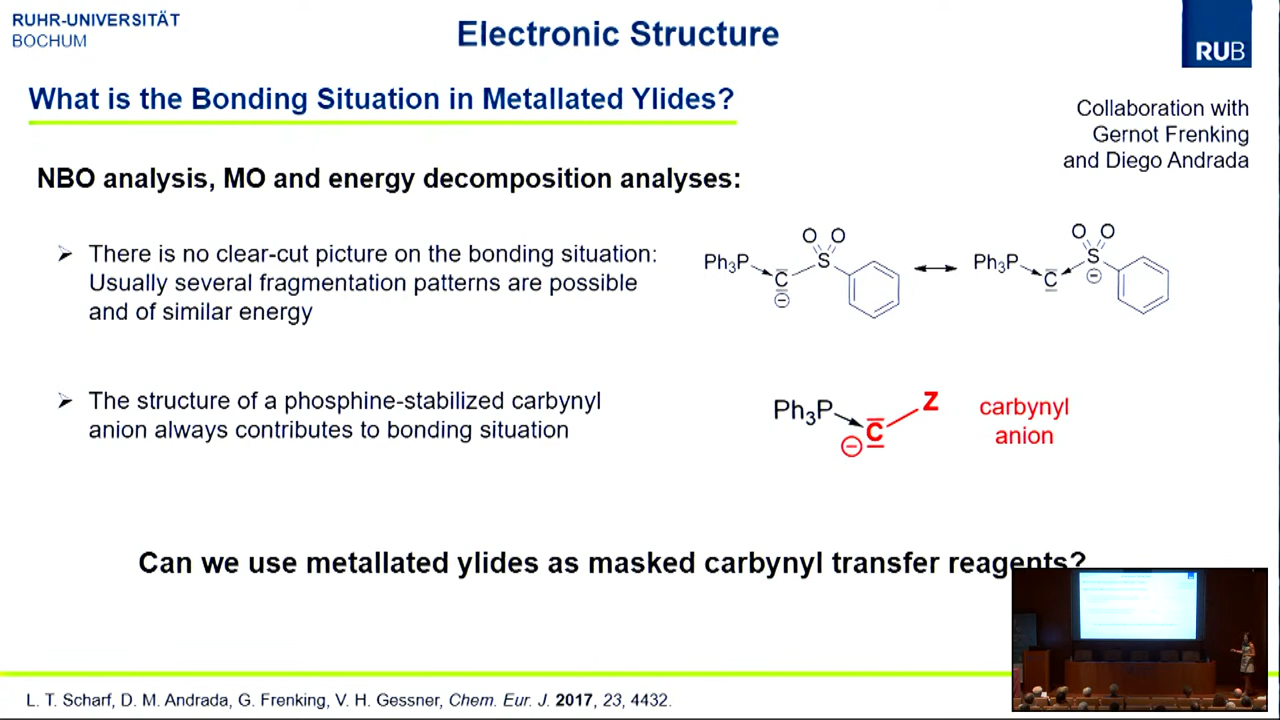 RUHR-UNIVERSITÄT
BOCHUM
Electronic Structure
RUB
What is the Bonding Situation in Metallated Ylides?
Collaboration with
Gernot Frenking
and Diego Andrada
NBO analysis, MO and energy decomposition analyses:
There is no clear-cut picture on the bonding situation:
Usually several fragmentation patterns are possible
and of similar energy
O O
Ph3P C S
O O
Ph3P C S
The structure of a phosphine-stabilized carbynyl
anion always contributes to bonding situation
Ph3P C Z
carbynyl
anion
Can we use metallated ylides as masked carbynyl transfer reagents?
L. T. Scharf, D. M. Andrada, G. Frenking, V. H. Gessner, Chem. Eur. J. 2017, 23, 4432.